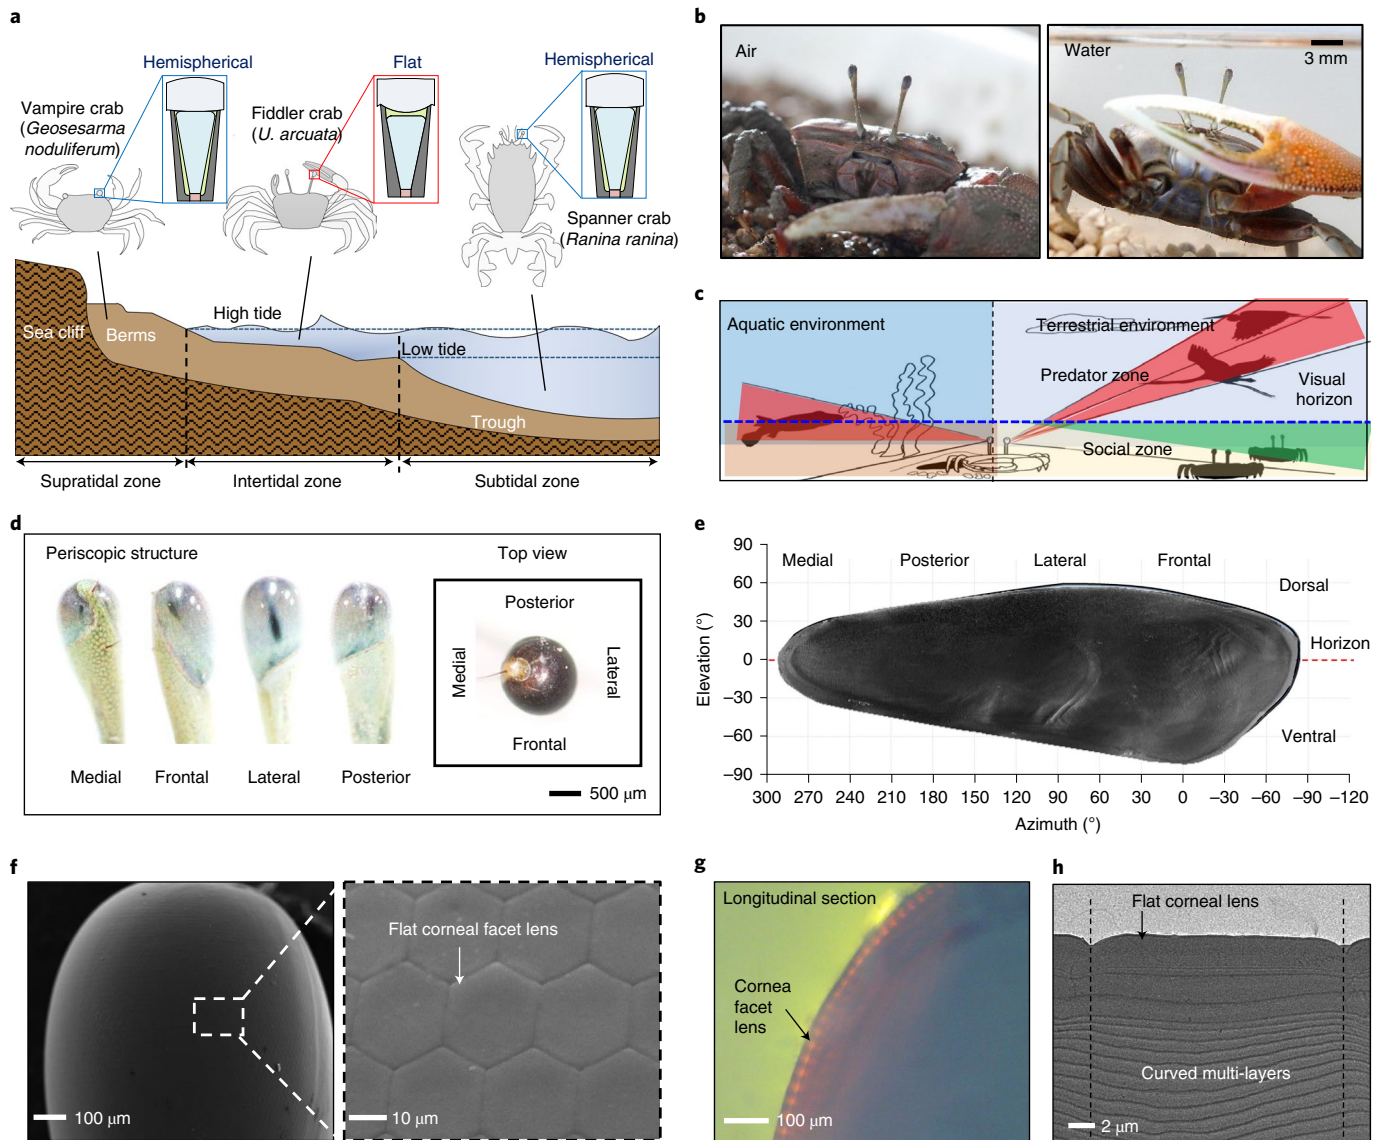 a
Hemispherical
Flat
Hemispherical
Vampire crab
(Geosesarma
noduliferum)
Fiddler crab
(U. arcuata)
Spanner crab
(Ranina ranina)
High tide
Sea cliff
Berms
Low tide
Trough
Supratidal zone
Intertidal zone
Subtidal zone
b
Air
Water
3 mm
c
Aquatic environment
Terrestrial environment
Predator zone
Visual
horizon
Social zone
d
Periscopic structure
Top view
Posterior
Medial
Lateral
Frontal
Medial
Frontal
Lateral
Posterior
500 μm
e
90
60
30
0
–30
–60
–90
Elevation (°)
Medial
Posterior
Lateral
Frontal
Dorsal
Horizon
Ventral
300 270 240 210 180 150 120 90 60 30 0 –30 –60 –90 –120
Azimuth (°)
f
Flat corneal facet lens
100 μm
10 μm
g
Longitudinal section
Cornea
facet
lens
100 μm
h
Flat corneal lens
Curved multi-layers
2 μm